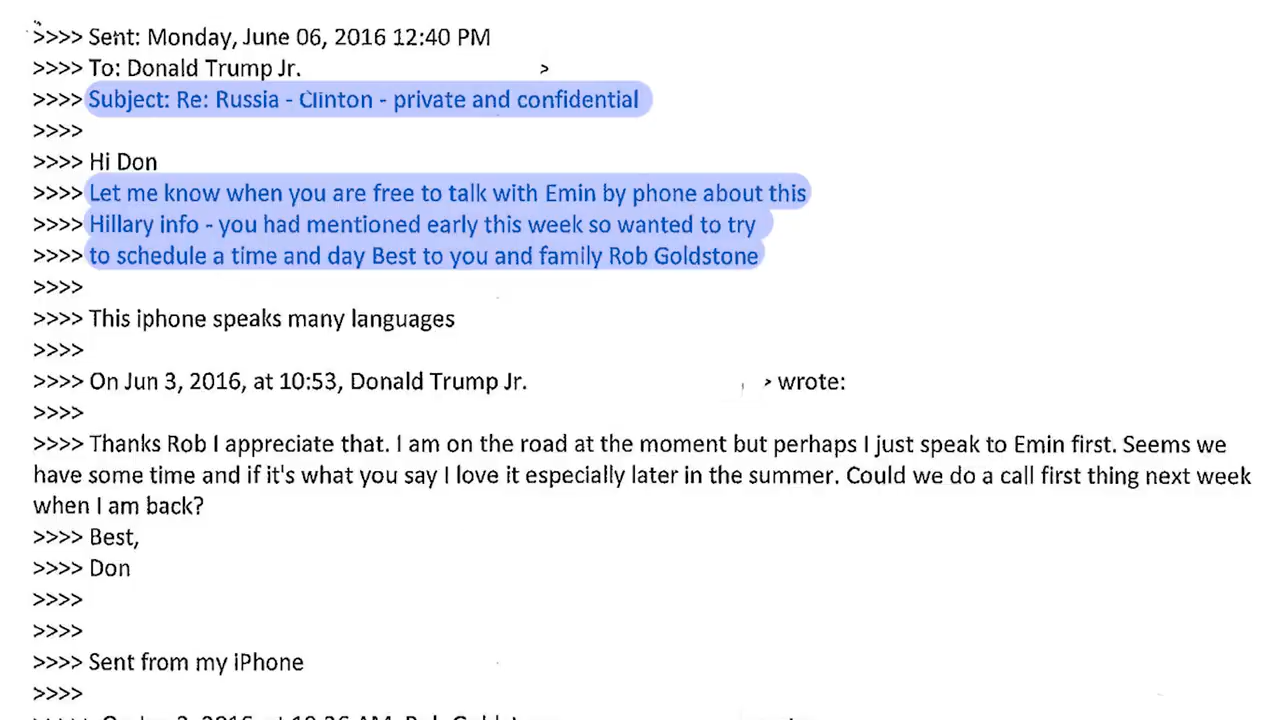 >>>> Sent: Monday, June 06, 2016 12:40 PM
>>>> To: Donald Trump Jr. >
>>>> Subject: Re: Russia - Clinton - private and confidential
>>>>
>>>> Hi Don
>>>> Let me know when you are free to talk with Emin by phone about this
>>>> Hillary info - you had mentioned early this week so wanted to try
>>>> to schedule a time and day Best to you and family Rob Goldstone
>>>>
>>>> This iphone speaks many languages
>>>>
>>>> On Jun 3, 2016, at 10:53, Donald Trump Jr. > wrote:
>>>>
>>>> Thanks Rob I appreciate that. I am on the road at the moment but perhaps I just speak to Emin first. Seems we
have some time and if it's what you say I love it especially later in the summer. Could we do a call first thing next week
when I am back?
>>>> Best,
>>>> Don
>>>>
>>>>
>>>> Sent from my iPhone
>>>>